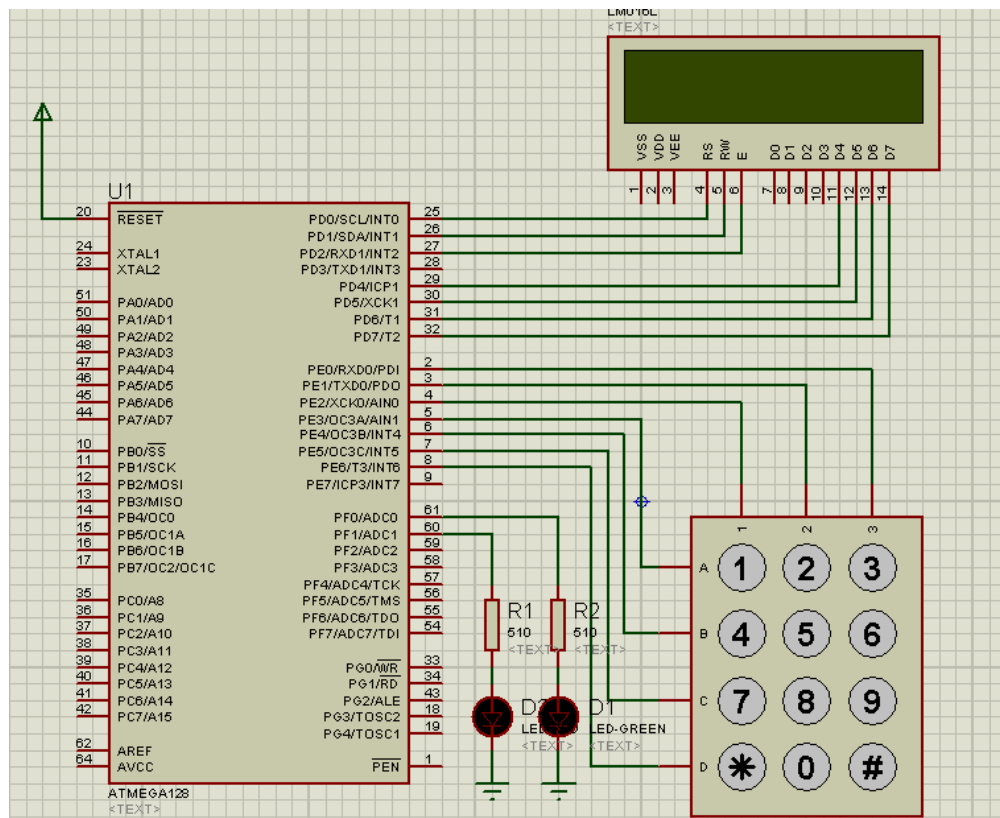 LM016L
<TEXT>
VSS
VDD
VEE
RS
RW
E
D0
D1
D2
D3
D4
D5
D6
D7
1
2
3
4
5
6
7
8
9
10
11
12
13
14
U1
20 RESET PD0/SCL/INT0 25
PD1/SDA/INT1 26
24 XTAL1 PD2/RXD1/INT2 27
23 XTAL2 PD3/TXD1/INT3 28
PD4/ICP1 29
51 PA0/AD0 PD5/XCK1 30
50 PA1/AD1 PD6/T1 31
49 PA2/AD2 PD7/T2 32
48 PA3/AD3
47 PA4/AD4 PE0/RXD0/PDI 2
46 PA5/AD5 PE1/TXD0/PDO 3
45 PA6/AD6 PE2/XCK0/AIN0 4
44 PA7/AD7 PE3/OC3A/AIN1 5
PE4/OC3B/INT4 6
10 PB0/SS PE5/OC3C/INT5 7
11 PB1/SCK PE6/T3/INT6 8
12 PB2/MOSI PE7/ICP3/INT7 9
13 PB3/MISO
14 PB4/OC0 PF0/ADC0 61
15 PB5/OC1A PF1/ADC1 60
16 PB6/OC1B PF2/ADC2 59
17 PB7/OC2/OC1C PF3/ADC3 58
PF4/ADC4/TCK 57
35 PC0/A8 PF5/ADC5/TMS 56
36 PC1/A9 PF6/ADC6/TDO 55
37 PC2/A10 PF7/ADC7/TDI 54
38 PC3/A11
39 PC4/A12 PG0/WR 33
40 PC5/A13 PG1/RD 34
41 PC6/A14 PG2/ALE 43
42 PC7/A15 PG3/TOSC2 18
PG4/TOSC1 19
62 AREF
64 AVCC PEN 1
ATMEGA128
<TEXT>
R1
510
<TEXT>
R2
510
<TEXT>
<TEXT>
D1
LED-GREEN
<TEXT>
1 2 3
A 1 2 3
B 4 5 6
C 7 8 9
D * 0 #